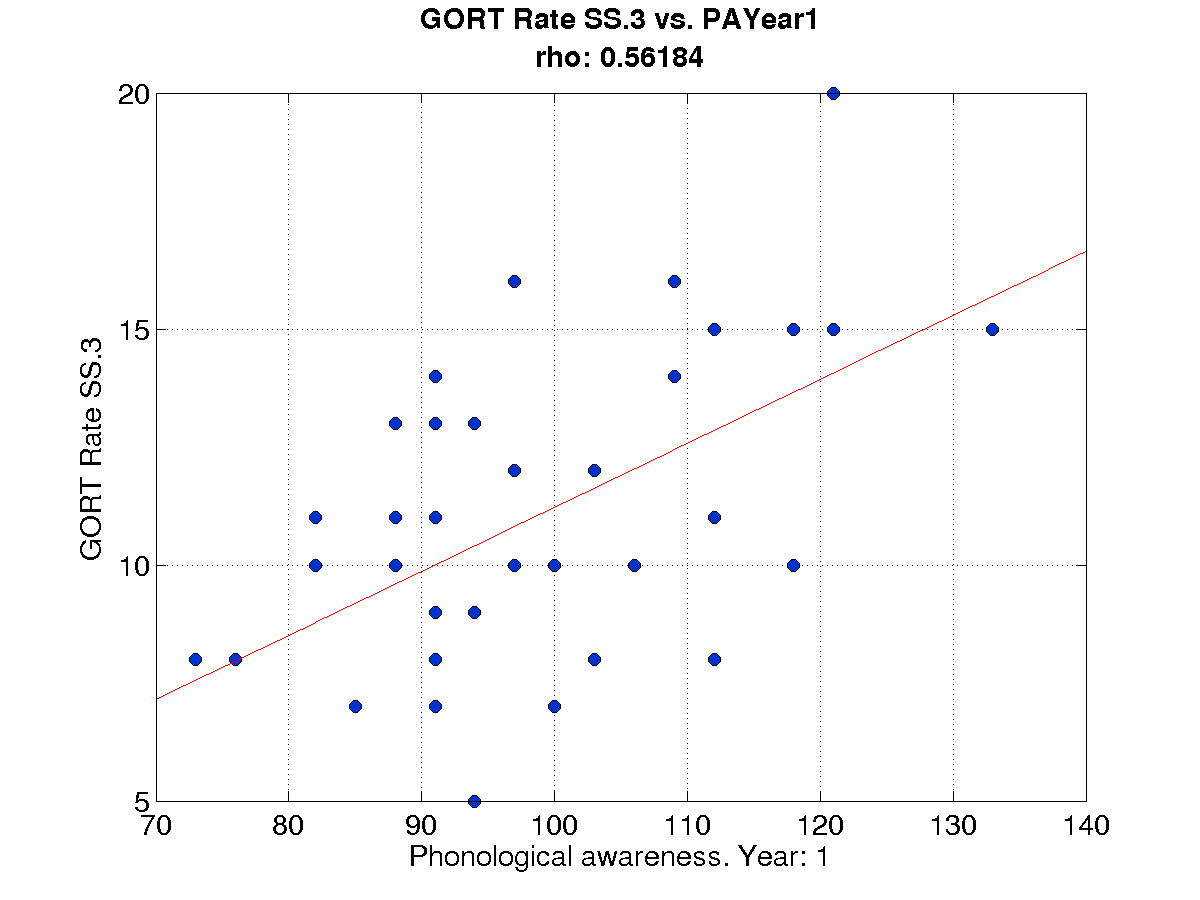 GORT Rate SS.3 vs. PAYear1
rho: 0.56184
20
15
10
5
GORT Rate SS.3
70 80 90 100 110 120 130 140
Phonological awareness. Year: 1